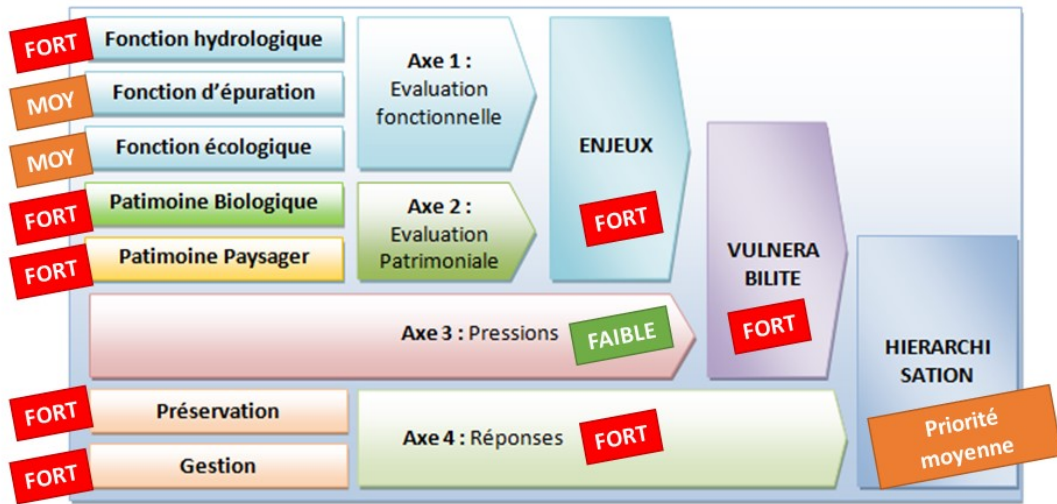 FORT
Fonction hydrologique
MOY
Fonction d'épuration
MOY
Fonction écologique
FORT
Patrimoine Biologique
FORT
Patrimoine Paysager
Axe 1 :
Evaluation
fonctionnelle
Axe 2 :
Evaluation
Patrimoniale
ENJEUX
FORT
Axe 3 : Pressions
FAIBLE
VULNERA
BILITE
FORT
FORT
Préservation
FORT
Gestion
Axe 4 : Réponses
FORT
HIERARCHI
SATION
Priorité
moyenne